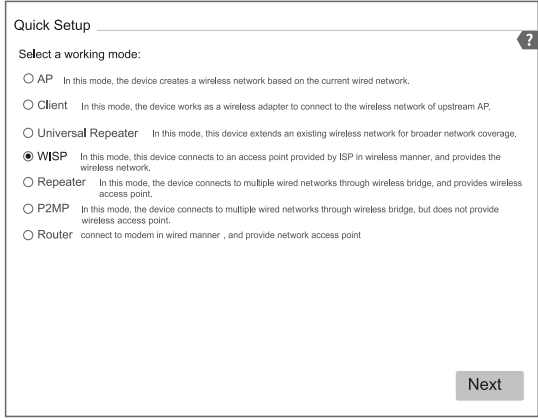 Quick Setup
?
Select a working mode:
AP In this mode, the device creates a wireless network based on the current wired network.
Client In this mode, the device works as a wireless adapter to connect to the wireless network of upstream AP.
Universal Repeater In this mode, this device extends an existing wireless network for broader network coverage.
WISP In this mode, this device connects to an access point provided by ISP in wireless manner, and provides the
wireless network.
Repeater In this mode, the device connects to multiple wired networks through wireless bridge, and provides wireless
access point.
P2MP In this mode, the device connects to multiple wired networks through wireless bridge, but does not provide
wireless access point.
Router connect to modem in wired manner , and provide network access point
Next